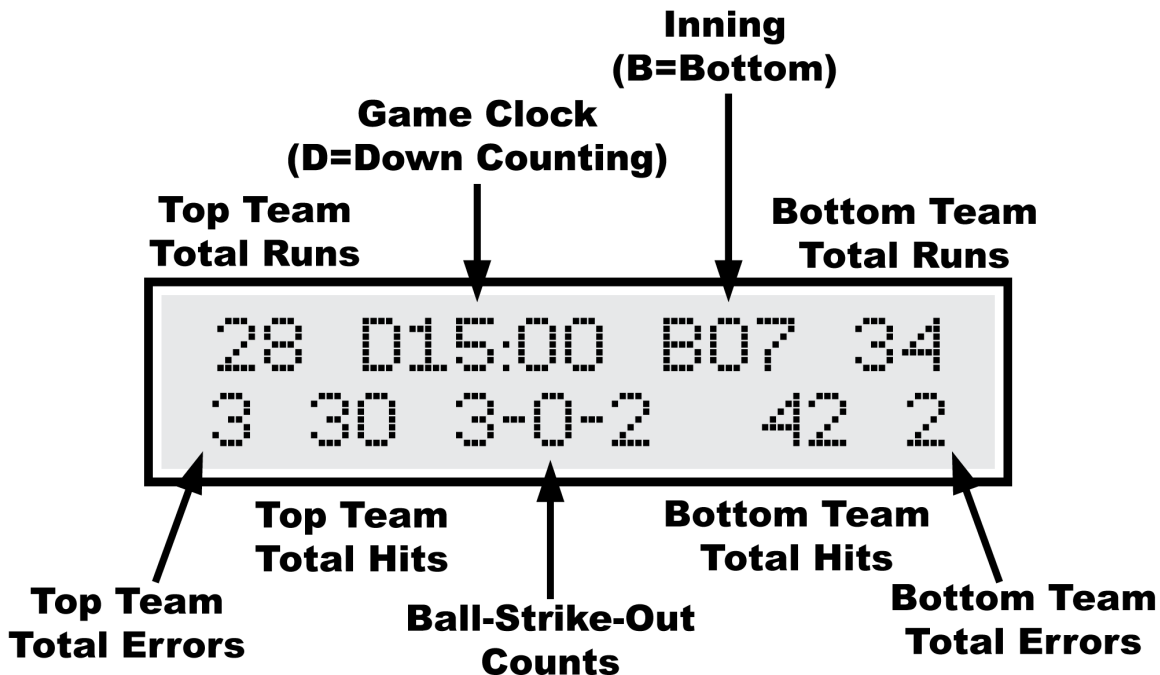 Inning
(B=Bottom)
Game Clock
(D=Down Counting)
Top Team
Total Runs
Bottom Team
Total Runs
28 D15:00 B07 34
3 30 3-0-2 42 2
Top Team
Total Hits
Bottom Team
Total Hits
Top Team
Total Errors
Ball-Strike-Out
Counts
Bottom Team
Total Errors